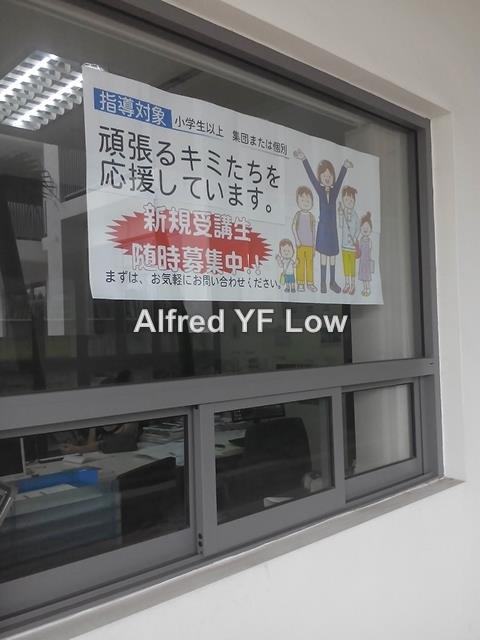 指導対象 小学生以上 集団または個別
頑張るキミたちを
応援しています。
新規受講生
随時募集中!!
まずは、お気軽にお問い合わせください。
Alfred YF Low